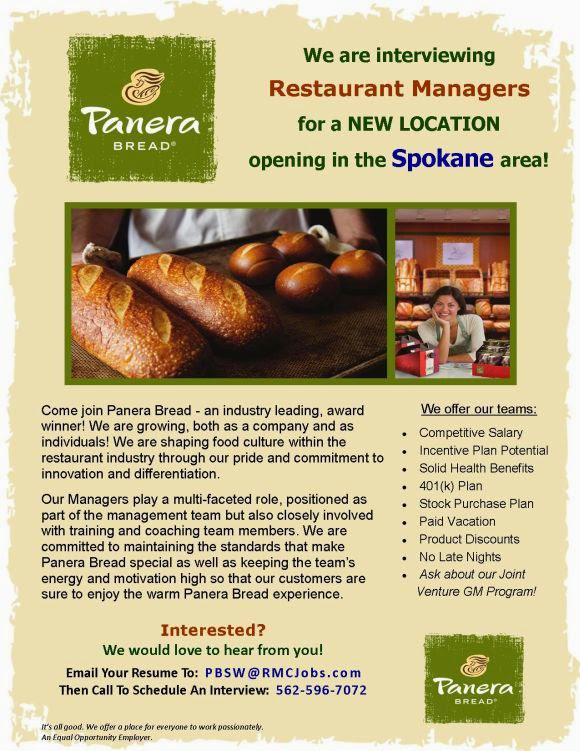 Panera
BREAD®
We are interviewing
Restaurant Managers
for a NEW LOCATION
opening in the Spokane area!
Come join Panera Bread - an industry leading, award
winner! We are growing, both as a company and as
individuals! We are shaping food culture within the
restaurant industry through our pride and commitment to
innovation and differentiation.
Our Managers play a multi-faceted role, positioned as
part of the management team but also closely involved
with training and coaching team members. We are
committed to maintaining the standards that make
Panera Bread special as well as keeping the team's
energy and motivation high so that our customers are
sure to enjoy the warm Panera Bread experience.
We offer our teams:
• Competitive Salary
• Incentive Plan Potential
• Solid Health Benefits
• 401(k) Plan
• Stock Purchase Plan
• Paid Vacation
• Product Discounts
• No Late Nights
• Ask about our Joint
Venture GM Program!
Interested?
We would love to hear from you!
Email Your Resume To: PBSW@RMCJobs.com
Then Call To Schedule An Interview: 562-596-7072
Panera
BREAD®
It's all good. We offer a place for everyone to work passionately.
An Equal Opportunity Employer.